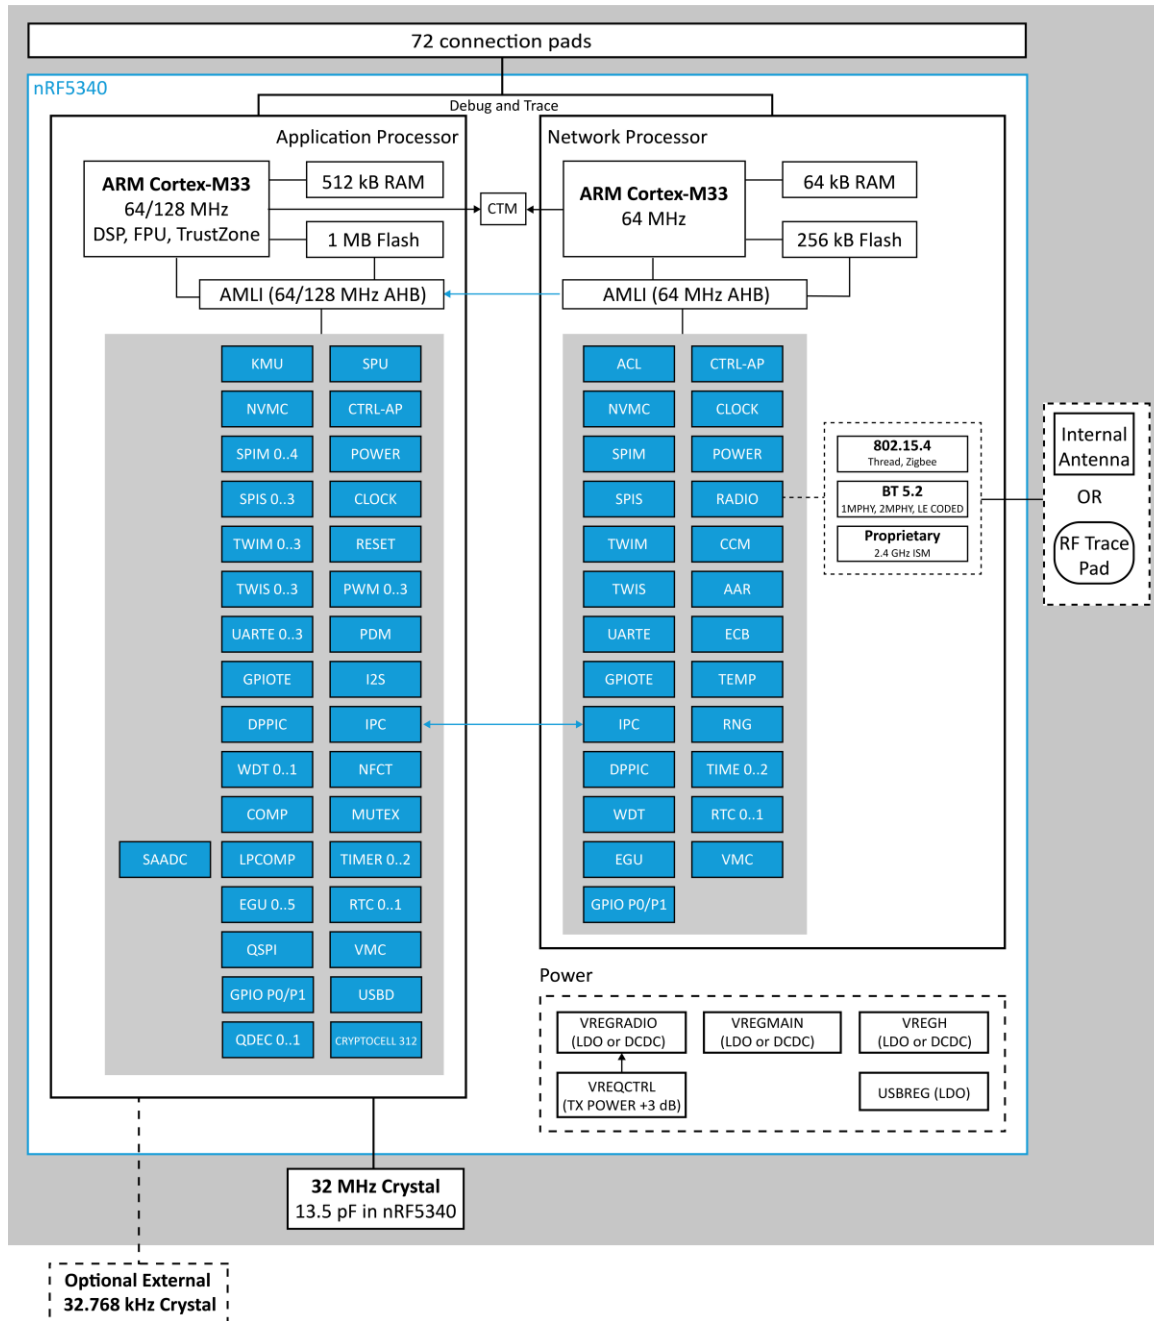 72 connection pads
nRF5340
Debug and Trace
Application Processor
ARM Cortex-M33
64/128 MHz
DSP, FPU, TrustZone
512 kB RAM
1 MB Flash
AMLI (64/128 MHz AHB)
CTM
Network Processor
ARM Cortex-M33
64 MHz
64 kB RAM
256 kB Flash
AMLI (64 MHz AHB)
KMU
SPU
NVMC
CTRL-AP
SPIM 0..4
POWER
SPIS 0..3
CLOCK
TWIM 0..3
RESET
TWIS 0..3
PWM 0..3
UARTE 0..3
PDM
GPIOTE
I2S
DPPIC
IPC
WDT 0..1
NFCT
COMP
MUTEX
SAADC
LPCOMP
TIMER 0..2
EGU 0..5
RTC 0..1
QSPI
VMC
GPIO P0/P1
USBD
QDEC 0..1
CRYPTOCELL 312
ACL
CTRL-AP
NVMC
CLOCK
SPIM
POWER
SPIS
RADIO
TWIM
CCM
TWIS
AAR
UARTE
ECB
GPIOTE
TEMP
IPC
RNG
DPPIC
TIME 0..2
WDT
RTC 0..1
EGU
VMC
GPIO P0/P1
802.15.4
Thread, Zigbee
BT 5.2
1MPHY, 2MPHY, LE CODED
Proprietary
2.4 GHz ISM
Internal
Antenna
OR
RF Trace
Pad
Power
VREGRADIO
(LDO or DCDC)
VREGMAIN
(LDO or DCDC)
VREGH
(LDO or DCDC)
VREQCTRL
(TX POWER +3 dB)
USBREG (LDO)
32 MHz Crystal
13.5 pF in nRF5340
Optional External
32.768 kHz Crystal